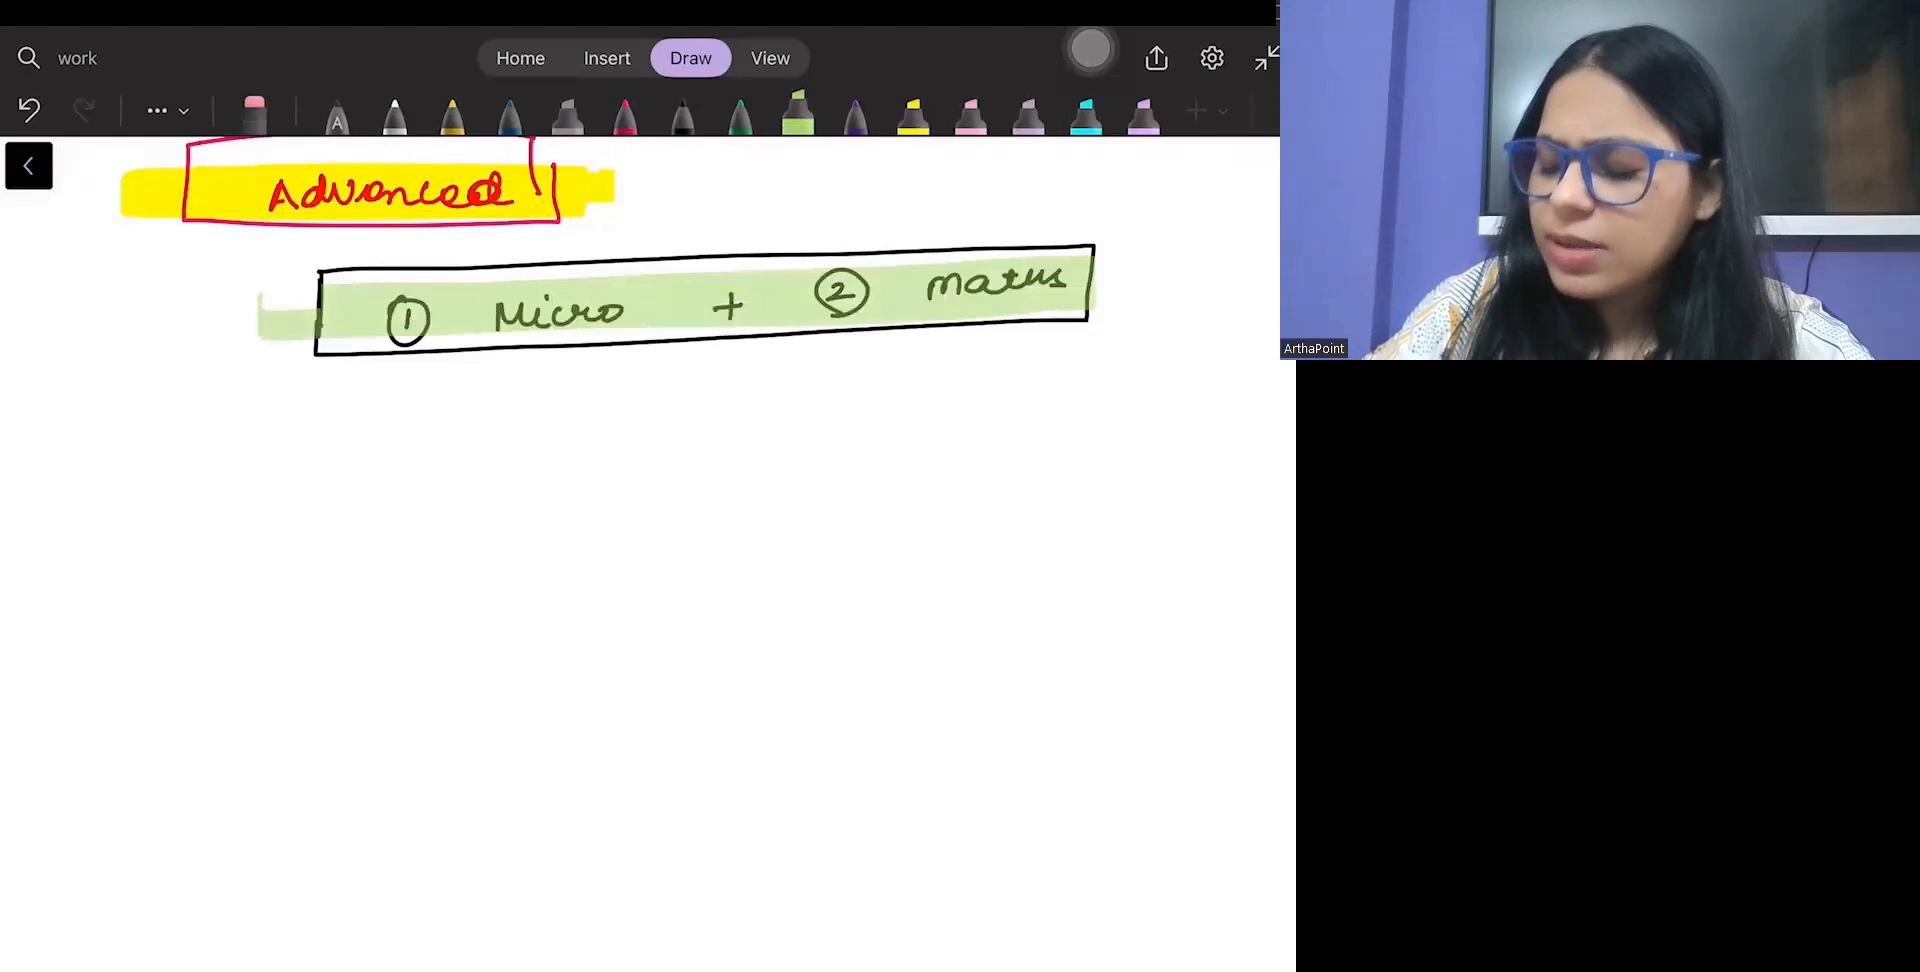 work
Home Insert Draw View
A
Advanced
① Micro + ② Maths
ArthaPoint